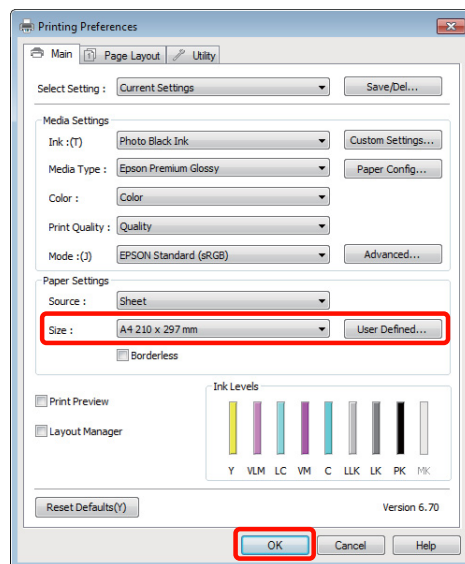 Printing Preferences
Main Page Layout Utility
Select Setting : Current Settings Save/Del...
Media Settings
Ink :(T) Photo Black Ink Custom Settings...
Media Type : Epson Premium Glossy Paper Config...
Color : Color
Print Quality : Quality
Mode :(J) EPSON Standard (sRGB) Advanced...
Paper Settings
Source : Sheet
Size : A4 210 x 297 mm User Defined...
Borderless
Ink Levels
Print Preview
Layout Manager
Y VLM LC VM C LLK LK PK MK
Reset Defaults(Y) Version 6.70
OK Cancel Help